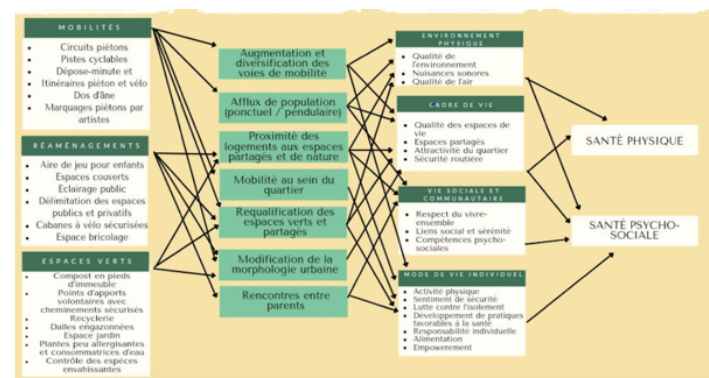 MOBILITÉS
Circuits piétons
Pistes cyclables
Dépose-minute et
Itinéraires piéton et vélo
Dos d'âne
Marquages piétons par
artistes
RÉAMÉNAGEMENTS
Aire de jeu pour enfants
Espaces couverts
Eclairage public
Délimitation des espaces
publics et privatifs
Cabanes à vélo sécurisées
Espace bricolage
ESPACES VERTS
Compost en pieds
d'immeuble
Points d'apports
volontaires avec
cheminements sécurisés
Recyclerie
Dalles engazonnées
Espace jardin
Plantes peu allergisantes
et consommatrices d'eau
Contrôle des espèces
envahissantes
Augmentation et
diversification des
voies de mobilité
Afflux de population
(ponctuel / pendulaire)
Proximité des
logements aux espaces
partagés et de nature
Mobilité au sein du
quartier
Requalification des
espaces verts et
partagés
Modification de la
morphologie urbaine
Rencontres entre
parents
ENVIRONNEMENT
PHYSIQUE
Qualité de
l'environnement
Nuisances sonores
Qualité de l'air
CADRE DE VIE
Qualité des espaces de
vie
Espaces partagés
Attractivité du quartier
Sécurité routière
VIE SOCIALE ET
COMMUNAUTAIRE
Respect du vivre-
ensemble
Liens social et sérénité
Compétences psycho-
sociales
MODE DE VIE INDIVIDUEL
Activité physique
Sentiment de sécurité
Lutte contre l'isolement
Développement de pratiques
favorables à la santé
Responsabilité individuelle
Alimentation
Empowerement
SANTÉ PHYSIQUE
SANTÉ PSYCHO-
SOCIALE